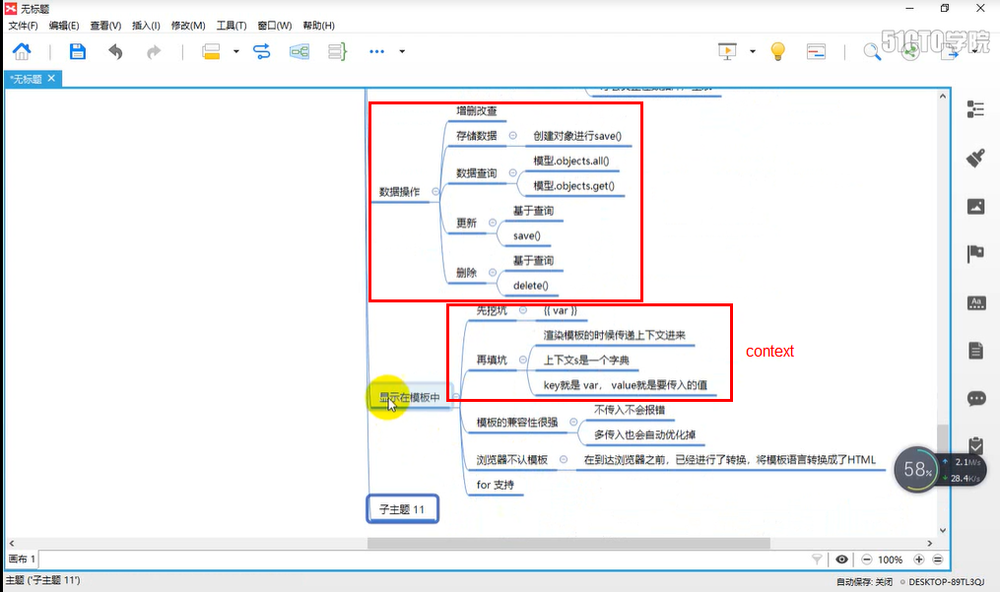 无标题
文件(F) 编辑(E) 查看(V) 插入(I) 修改(M) 工具(T) 窗口(W) 帮助(H)
51CTO学院
*无标题
增删改查
存储数据 创建对象进行save()
数据查询 模型.objects.all()
模型.objects.get()
数据操作
更新 基于查询
save()
删除 基于查询
delete()
先挖坑 {{ var }}
渲染模板的时候传递上下文进来
再填坑 上下文s是一个字典
key就是 var， value就是要传入的值
context
显示在模板中
不传入不会报错
模板的兼容性很强
多传入也会自动优化掉
浏览器不认模板 在到达浏览器之前，已经进行了转换，将模板语言转换成了HTML
for 支持
子主题 11
Aa
58%
2.1M/s
28.4K/s
画布 1
100%
主题 ('子主题 11')
自动保存: 关闭 DESKTOP-89TL3QJ